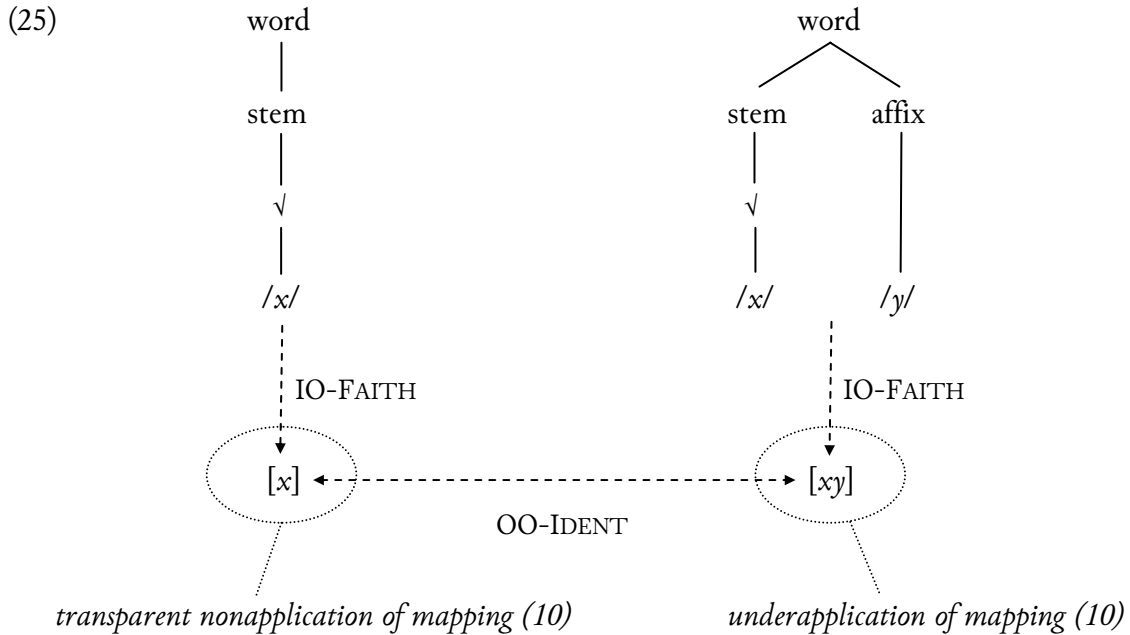 (25) word word
stem stem affix
√ √
/x/ /x/ /y/
IO-FAITH IO-FAITH
[x] [xy]
OO-IDENT
transparent nonapplication of mapping (10) underapplication of mapping (10)